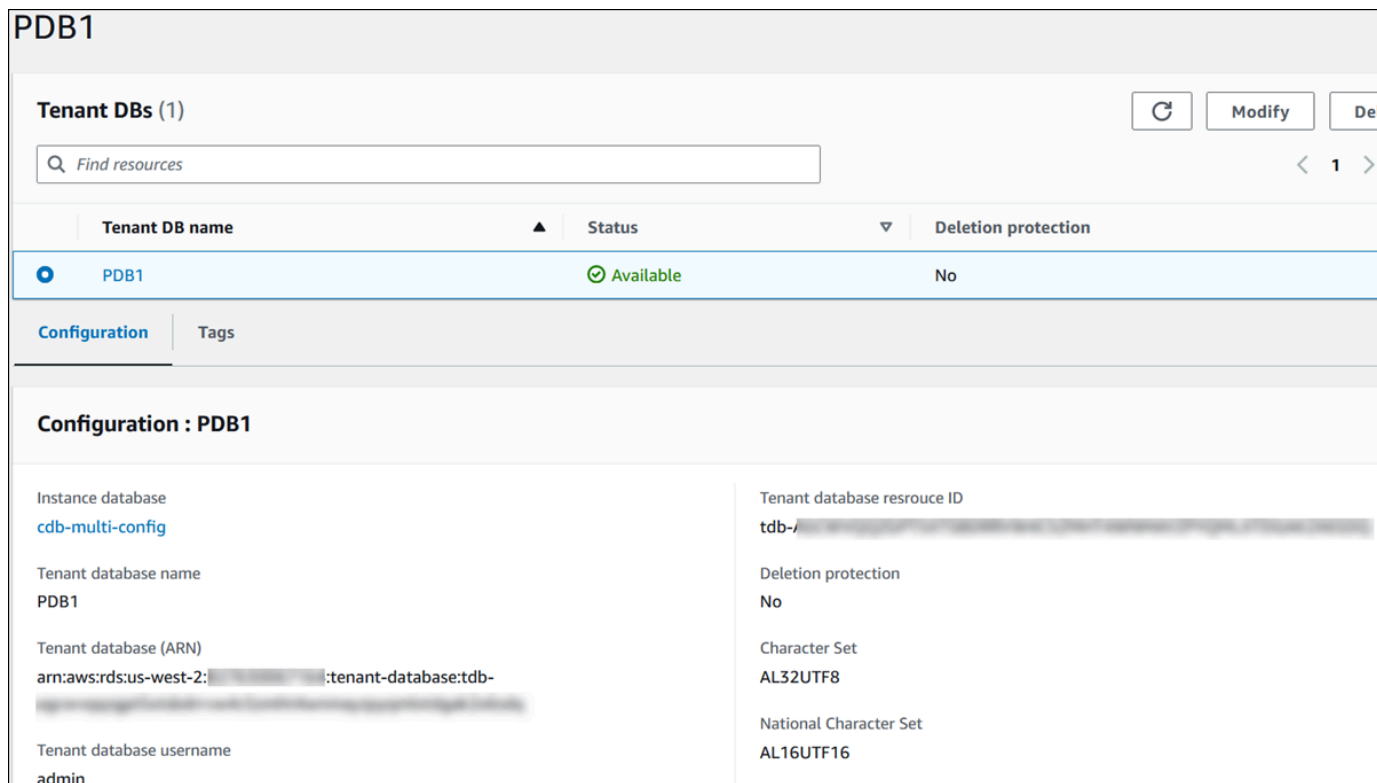 PDB1
Tenant DBs (1)
Modify
De
Find resources
1
Tenant DB name
Status
Deletion protection
PDB1
Available
No
Configuration
Tags
Configuration : PDB1
Instance database
cdb-multi-config
Tenant database name
PDB1
Tenant database (ARN)
arn:aws:rds:us-west-2: :tenant-database:tdb-
Tenant database username
admin
Tenant database resrouce ID
tdb-
Deletion protection
No
Character Set
AL32UTF8
National Character Set
AL16UTF16